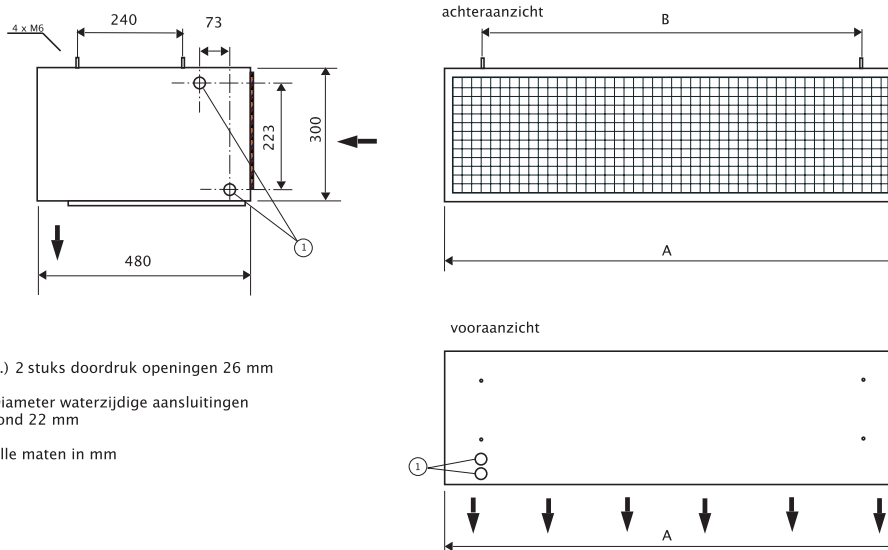 4 x M6
240
73
223
300
1
480
achteraanzicht
B
A
vooraanzicht
1
A
.) 2 stuks doordruk openingen 26 mm
iameter waterzijdige aansluitingen
ond 22 mm
lle maten in mm